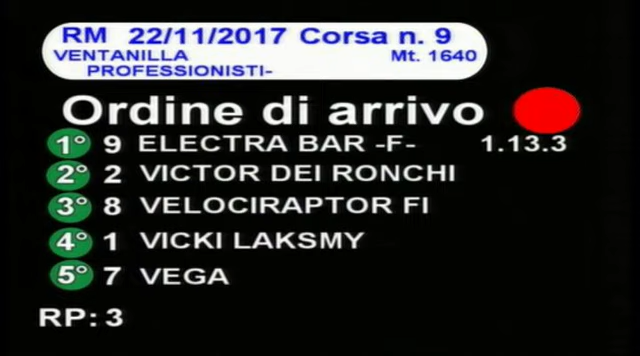 RM 22/11/2017 Corsa n. 9
VENTANILLA Mt. 1640
PROFESSIONISTI-
Ordine di arrivo
1° 9 ELECTRA BAR -F- 1.13.3
2° 2 VICTOR DEI RONCHI
3° 8 VELOCIRAPTOR FI
4° 1 VICKI LAKSMY
5° 7 VEGA
RP: 3